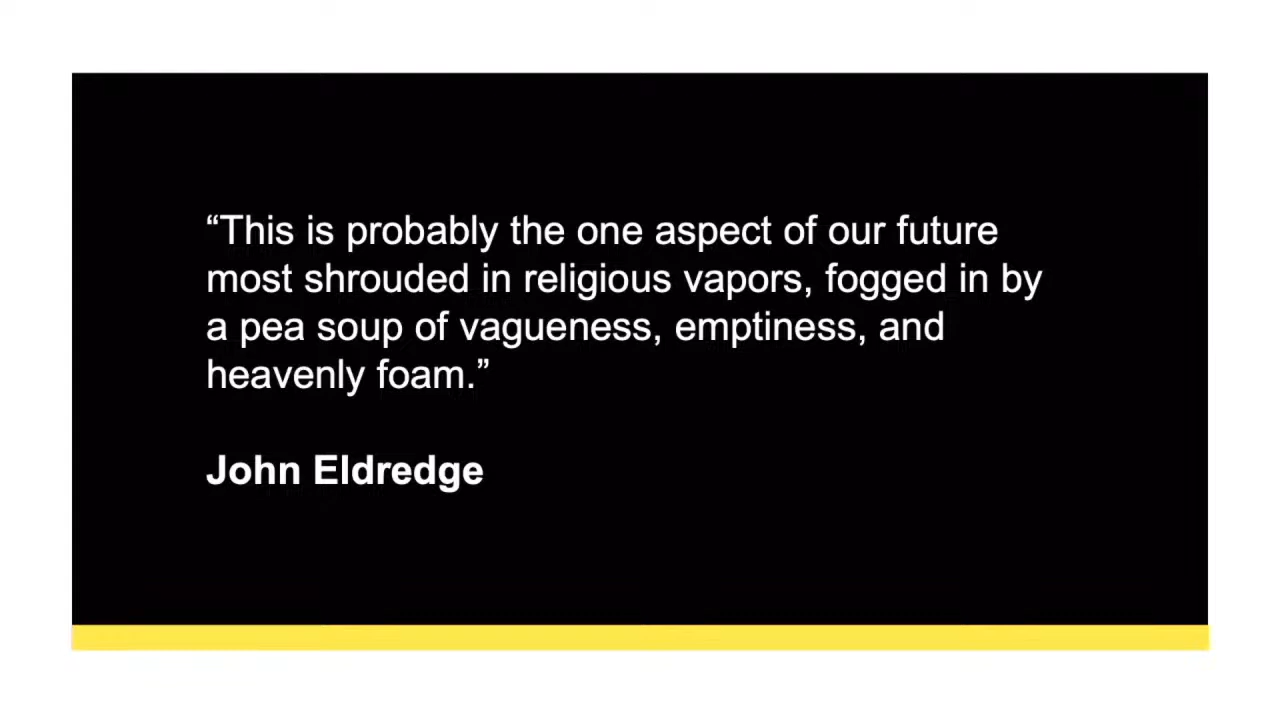 “This is probably the one aspect of our future
most shrouded in religious vapors, fogged in by
a pea soup of vagueness, emptiness, and
heavenly foam.”
John Eldredge